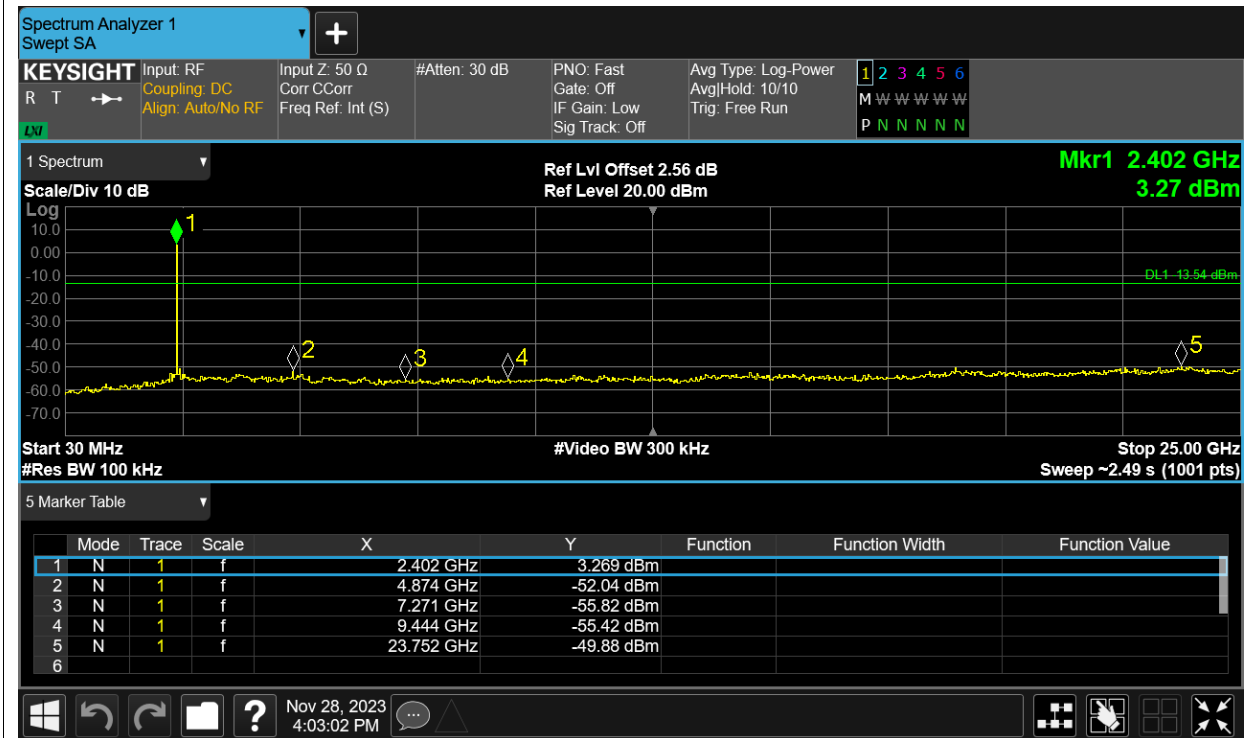 Spectrum Analyzer 1
Swept SA
KEYSIGHT
R T
LXI
Input: RF
Coupling: DC
Align: Auto/No RF
Input Z: 50 Ω
Corr CCorr
Freq Ref: Int (S)
#Atten: 30 dB
PNO: Fast
Gate: Off
IF Gain: Low
Sig Track: Off
Avg Type: Log-Power
Avg|Hold: 10/10
Trig: Free Run
1 2 3 4 5 6
M W W W W W W
P N N N N N N
1 Spectrum
Scale/Div 10 dB
Ref Lvl Offset 2.56 dB
Ref Level 20.00 dBm
Mkr1 2.402 GHz
3.27 dBm
Log
10.0
0.00
-10.0
-20.0
-30.0
-40.0
-50.0
-60.0
-70.0
1
2
3
4
5
DL1 -13.54 dBm
Start 30 MHz
#Res BW 100 kHz
#Video BW 300 kHz
Stop 25.00 GHz
Sweep ~2.49 s (1001 pts)
5 Marker Table
Mode Trace Scale X Y Function Function Width Function Value
1 N 1 f 2.402 GHz 3.269 dBm
2 N 1 f 4.874 GHz -52.04 dBm
3 N 1 f 7.271 GHz -55.82 dBm
4 N 1 f 9.444 GHz -55.42 dBm
5 N 1 f 23.752 GHz -49.88 dBm
6
?
Nov 28, 2023
4:03:02 PM